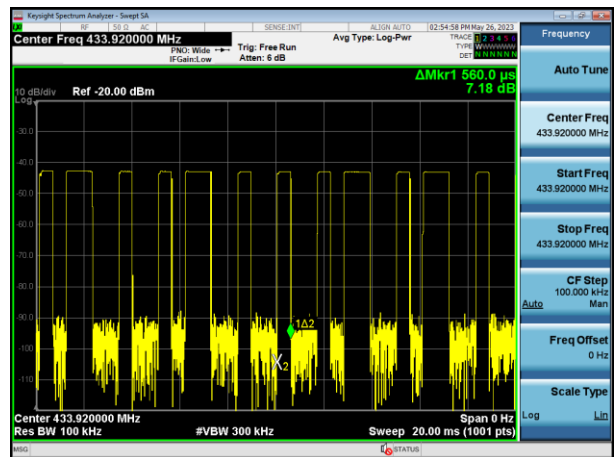 Keysight Spectrum Analyzer - Swept SA
RF 50 Ω AC SENSE:INT ALIGN AUTO 02:54:58 PM May 26, 2023
Center Freq 433.920000 MHz
PNO: Wide
IFGain:Low
Trig: Free Run
Atten: 6 dB
Avg Type: Log-Pwr
TRACE 1 2 3 4 5 6
TYPE WWWWWW
DET NNNNNN
ΔMkr1 560.0 µs
7.18 dB
10 dB/div Ref -20.00 dBm
Log
-30.0
-40.0
-50.0
-60.0
-70.0
-80.0
-90.0
-100
-110
1Δ2
X2
Center 433.920000 MHz Span 0 Hz
Res BW 100 kHz #VBW 300 kHz Sweep 20.00 ms (1001 pts)
MSG STATUS
Frequency
Auto Tune
Center Freq
433.920000 MHz
Start Freq
433.920000 MHz
Stop Freq
433.920000 MHz
CF Step
100.000 kHz
Auto Man
Freq Offset
0 Hz
Scale Type
Log Lin